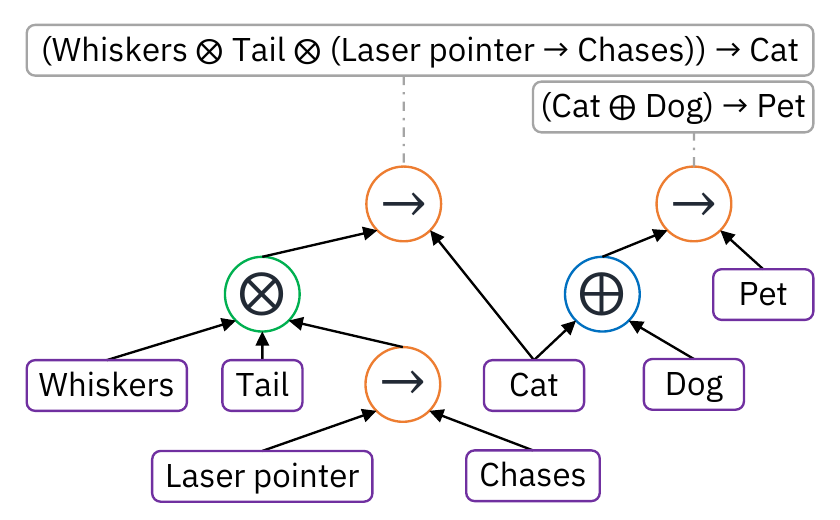 (Whiskers ⊗ Tail ⊗ (Laser pointer → Chases)) → Cat
(Cat ⊕ Dog) → Pet
→ →
⊗ ⊕ Pet
Whiskers Tail → Cat Dog
Laser pointer Chases